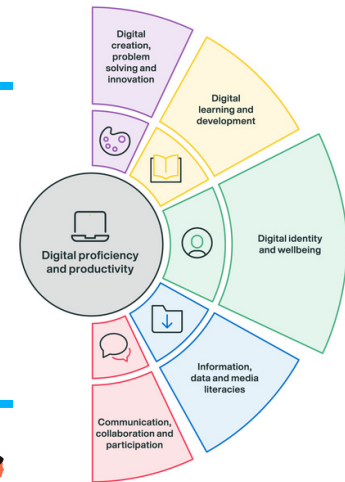 Digital
creation,
problem
solving and
innovation
Digital
learning and
development
Digital proficiency
and productivity
Digital identity
and wellbeing
Information,
data and media
literacies
Communication,
collaboration and
participation